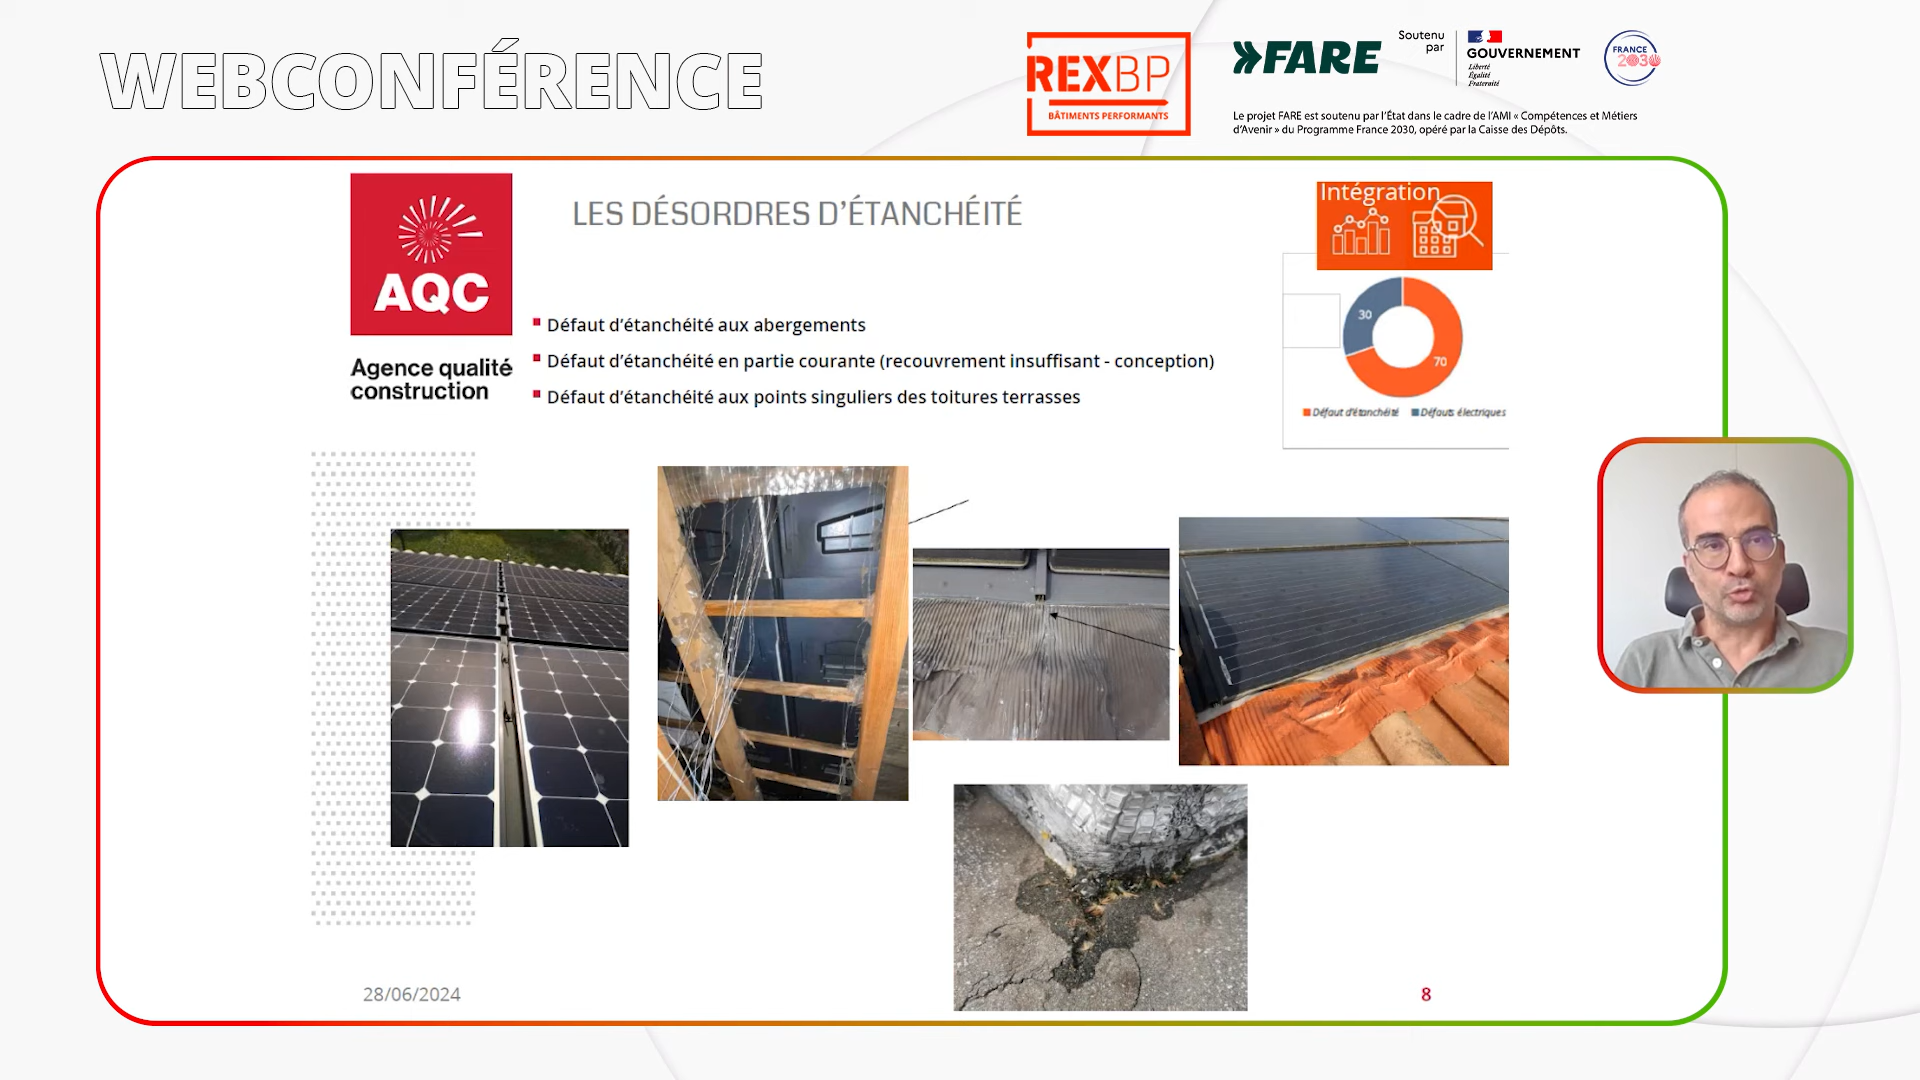 WEBCONFÉRENCE
REXBP
BÂTIMENTS PERFORMANTS
FARE
Soutenu
par
GOUVERNEMENT
Liberté
Égalité
Fraternité
FRANCE
2030
Le projet FARE est soutenu par l'État dans le cadre de l'AMI « Compétences et Métiers
d'Avenir » du Programme France 2030, opéré par la Caisse des Dépôts.
AQC
Agence qualité
construction
LES DÉSORDRES D'ÉTANCHÉITÉ
Intégration
▪ Défaut d'étanchéité aux abergements
▪ Défaut d'étanchéité en partie courante (recouvrement insuffisant - conception)
▪ Défaut d'étanchéité aux points singuliers des toitures terrasses
30
70
Défaut d'étanchéité Défauts électriques
28/06/2024
8